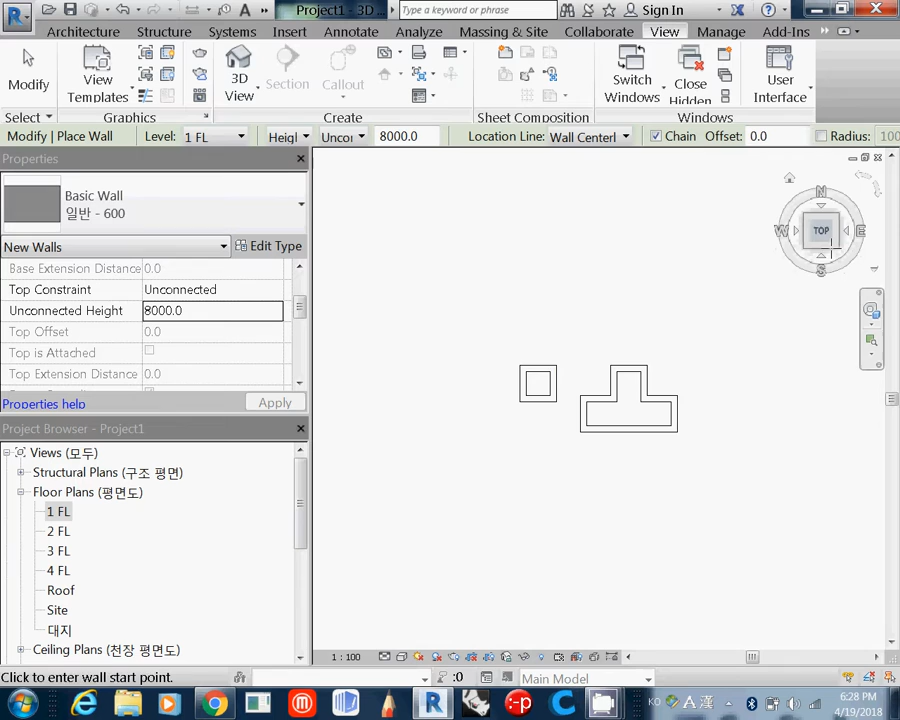 Project1 - 3D ...
Type a keyword or phrase
Sign In
Architecture Structure Systems Insert Annotate Analyze Massing & Site Collaborate View Manage Add-Ins
Modify
View Templates
3D View
Section
Callout
Switch Windows
Close Hidden
User Interface
Select
Graphics
Create
Sheet Composition
Windows
Modify | Place Wall Level: 1 FL Heigl Uncoı 8000.0 Location Line: Wall Centerl Chain Offset: 0.0 Radius: 100
Properties
Basic Wall
일반 - 600
New Walls Edit Type
Base Extension Distance 0.0
Top Constraint Unconnected
Unconnected Height 8000.0
Top Offset 0.0
Top is Attached
Top Extension Distance 0.0
Properties help Apply
Project Browser - Project1
Views (모두)
Structural Plans (구조 평면)
Floor Plans (평면도)
1 FL
2 FL
3 FL
4 FL
Roof
Site
대지
Ceiling Plans (천장 평면도)
N
W TOP E
S
1 : 100
Click to enter wall start point. :0 Main Model
KO A 漢 6:28 PM
4/19/2018